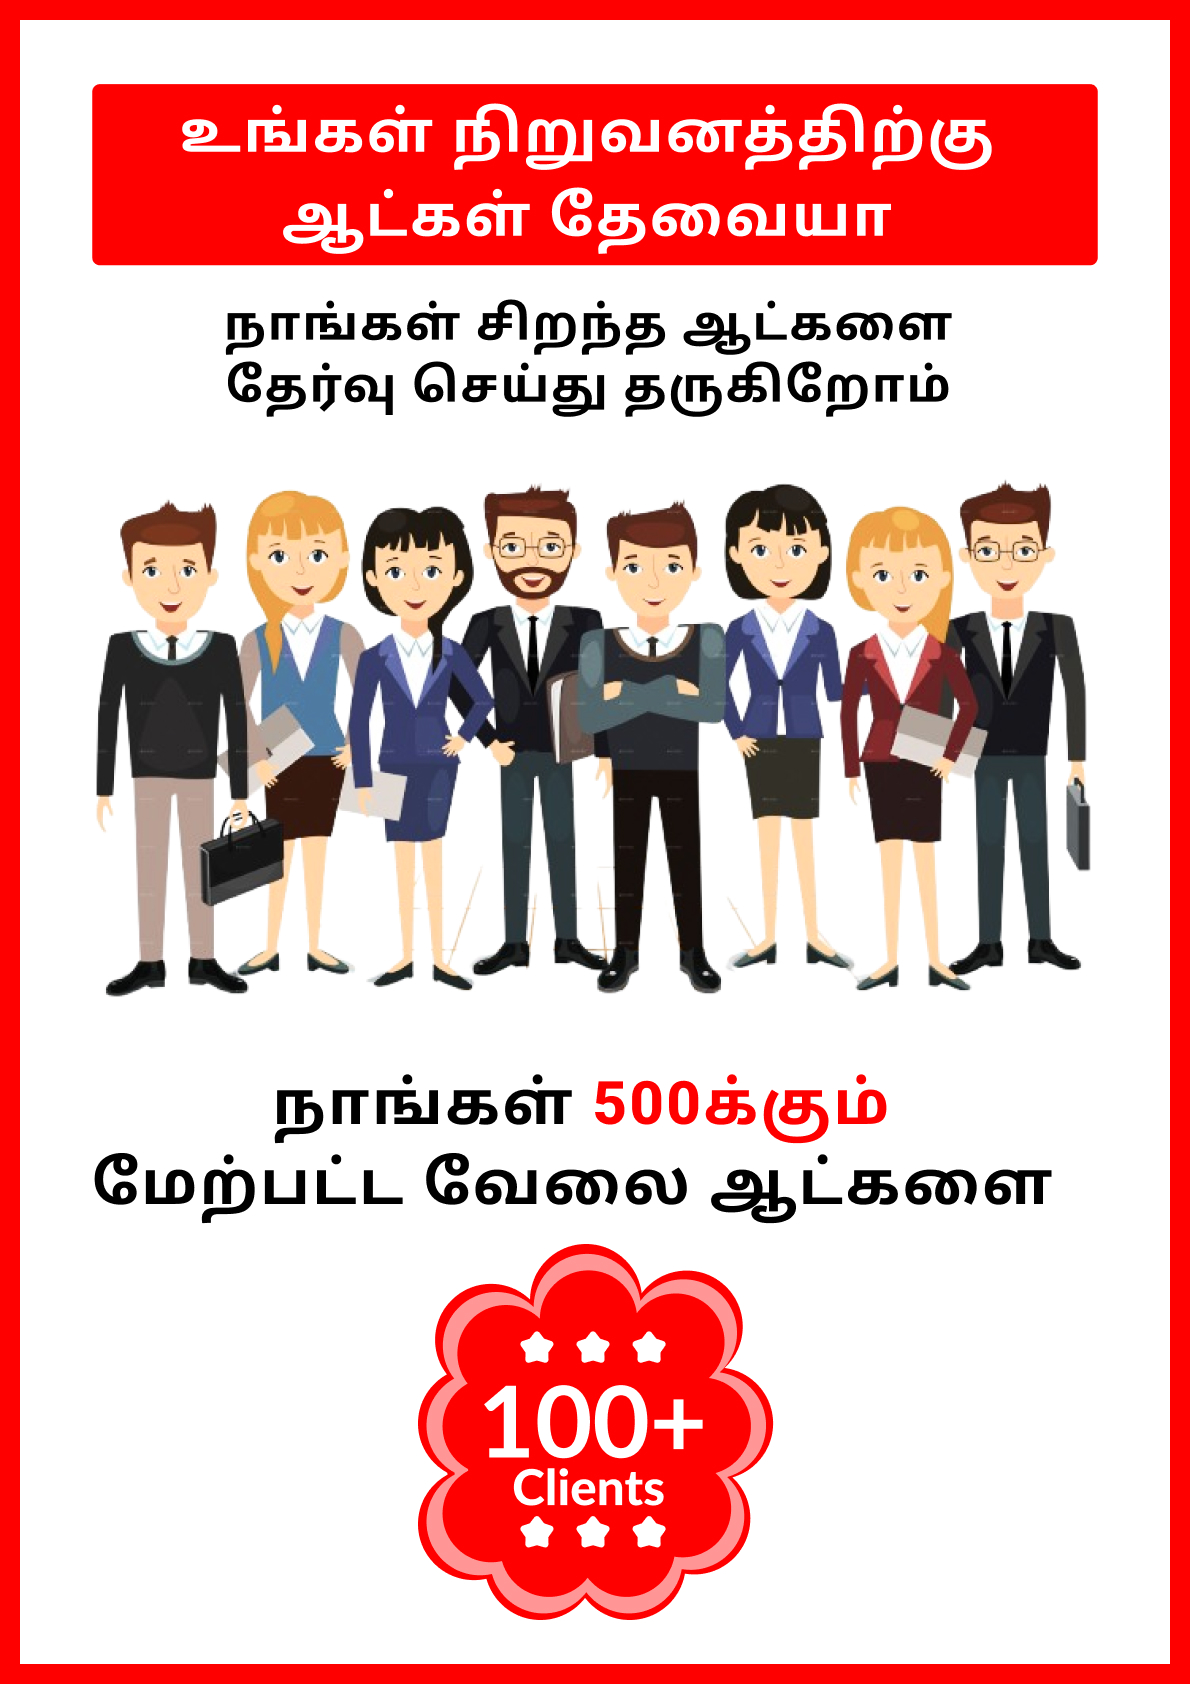 உங்கள் நிறுவனத்திற்கு
ஆட்கள் தேவையா
நாங்கள் சிறந்த ஆட்களை
தேர்வு செய்து தருகிறோம்
நாங்கள் 500க்கும்
மேற்பட்ட வேலை ஆட்களை
100+
Clients